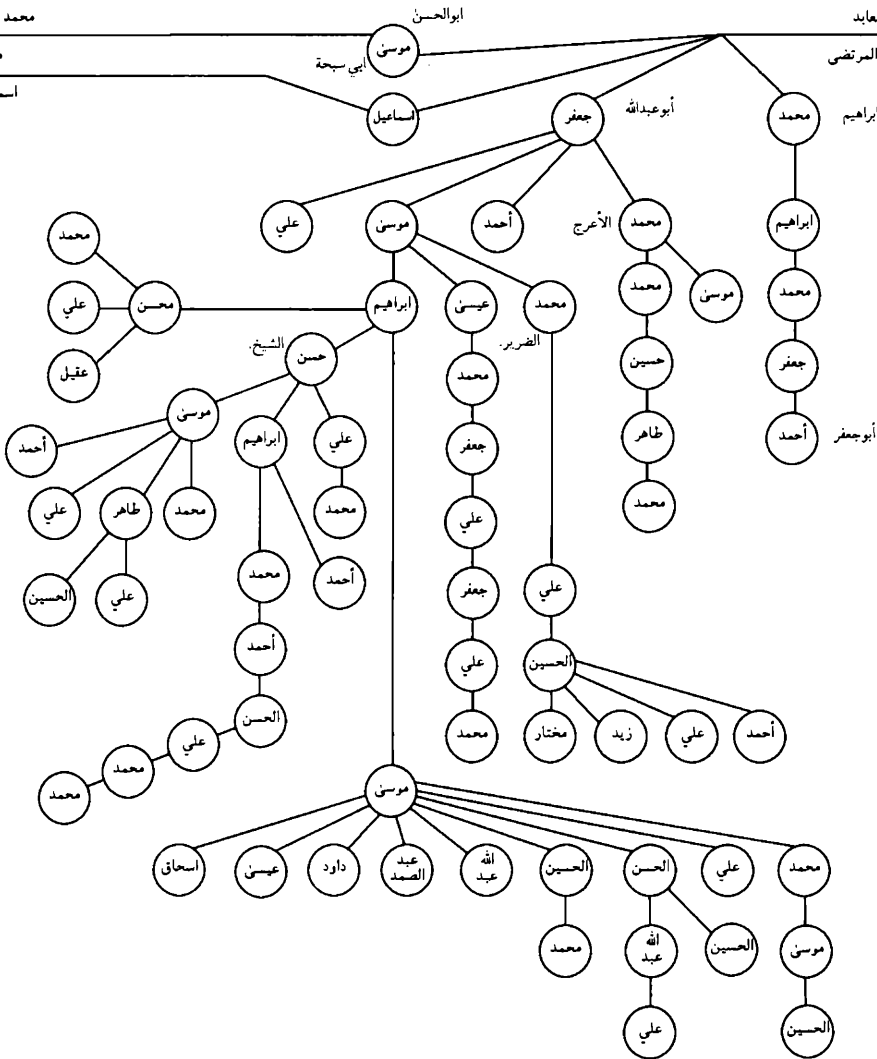 العابد
ابوالحسن
محمد
المرتضى
موسى
ابي سبحة
ابراهيم
محمد
أبوعبدالله
جعفر
اسماعيل
ابراهيم
محمد
الأعرج
أحمد
موسى
علي
محمد
محمد
موسى
محمد
محمد
عيسى
ابراهيم
محسن
علي
جعفر
حسين
الضرير.
محمد
الشيخ.
حسن
عقيل
أبوجعفر
أحمد
طاهر
جعفر
علي
ابراهيم
موسى
أحمد
محمد
علي
محمد
محمد
طاهر
علي
علي
جعفر
أحمد
محمد
علي
الحسين
الحسين
علي
أحمد
أحمد
علي
زيد
مختار
محمد
الحسن
علي
محمد
محمد
موسى
محمد
علي
الحسن
الحسين
عبد الله
عبد الصمد
داود
عيسى
اسحاق
موسى
الحسين
عبد الله
محمد
الحسين
علي